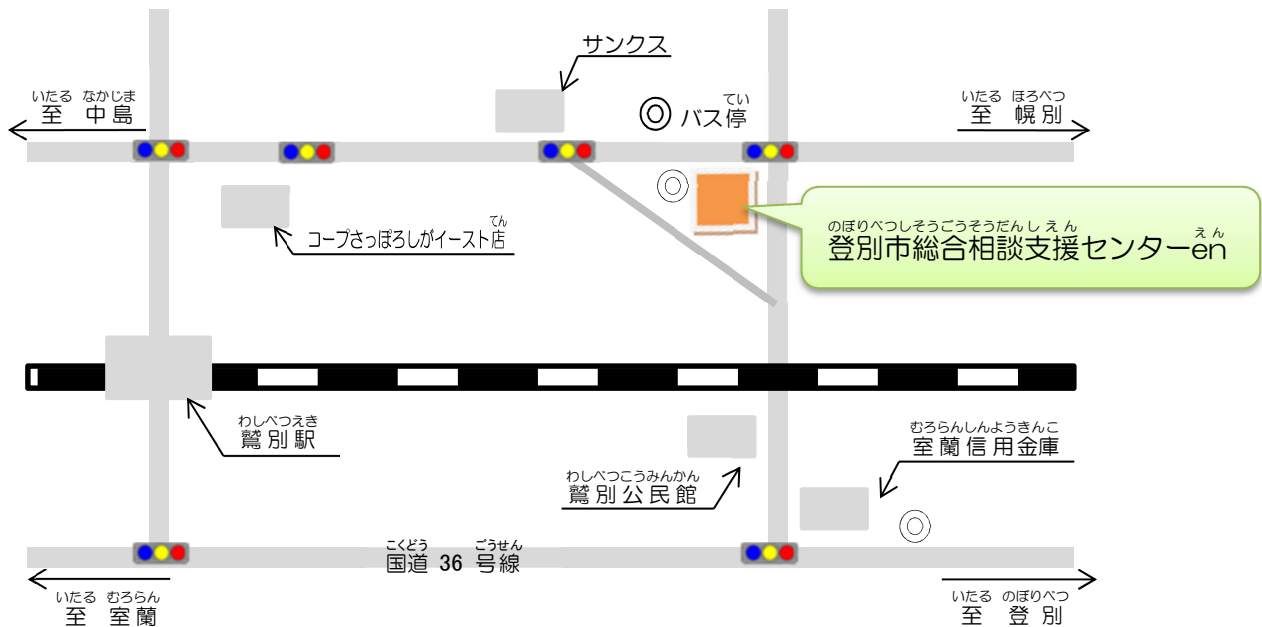 サンクス
いたる なかじま
至 中島
てい
バス停
いたる ほろべつ
至 幌別
てん
コープさっぽろしがイースト店
のぼりべつしそうごうそうだんしえん えん
登別市総合相談支援センターen
わしべつえき
鷲別駅
わしべつこうみんかん
鷲別公民館
むろらんしんようきんこ
室蘭信用金庫
こくどう ごうせん
国道 36 号線
いたる むろらん
至 室蘭
いたる のぼりべつ
至 登別